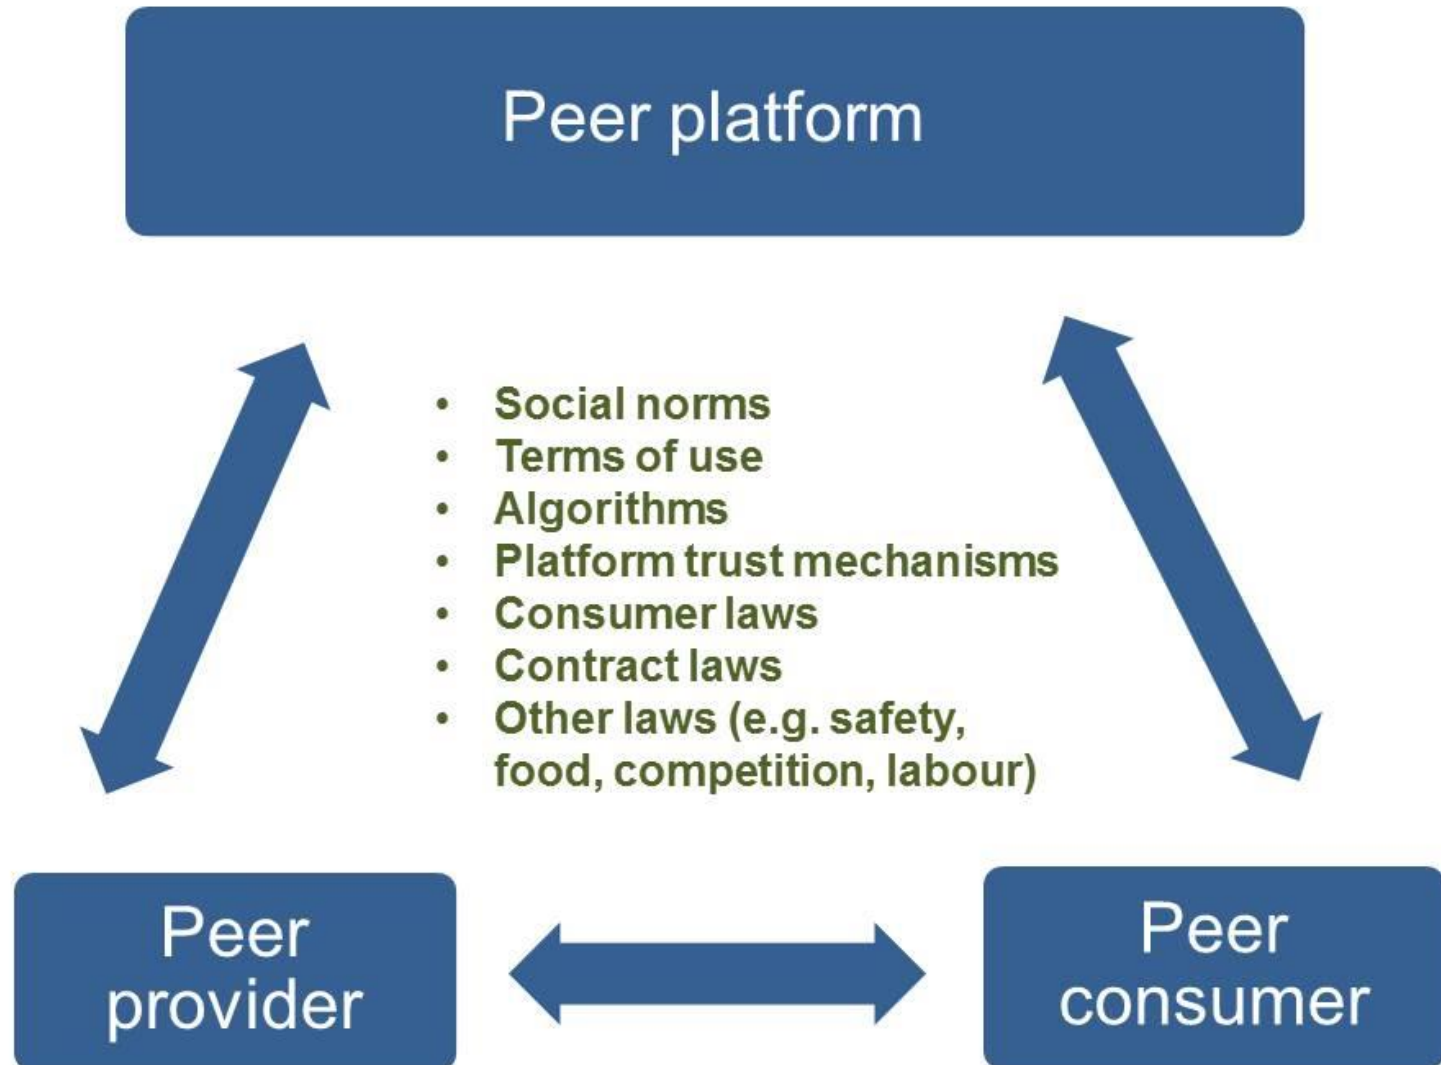 Peer platform
• Social norms
• Terms of use
• Algorithms
• Platform trust mechanisms
• Consumer laws
• Contract laws
• Other laws (e.g. safety,
food, competition, labour)
Peer
provider
Peer
consumer